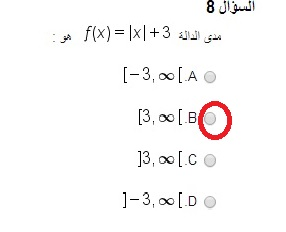 السؤال 8
مدى الدالة f(x)=|x|+3 هو :
[−3, ∞[ .A
[3, ∞[ .B
]3, ∞[ .C
]−3, ∞[ .D